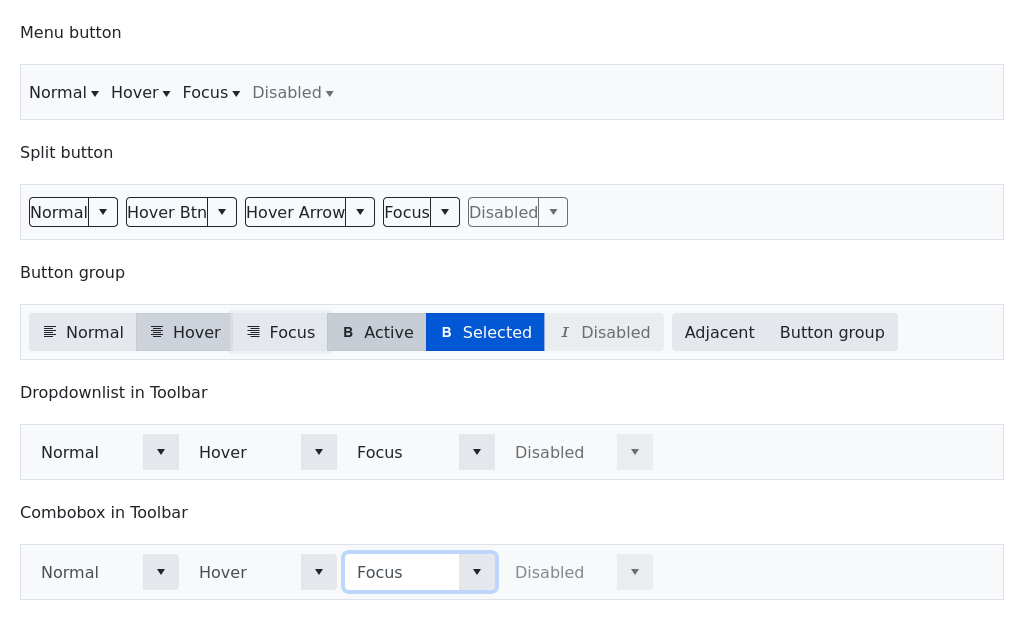 Menu button
Normal Hover Focus Disabled
Split button
Normal Hover Btn Hover Arrow Focus Disabled
Button group
Normal Hover Focus B Active B Selected I Disabled Adjacent Button group
Dropdownlist in Toolbar
Normal Hover Focus Disabled
Combobox in Toolbar
Normal Hover Focus Disabled